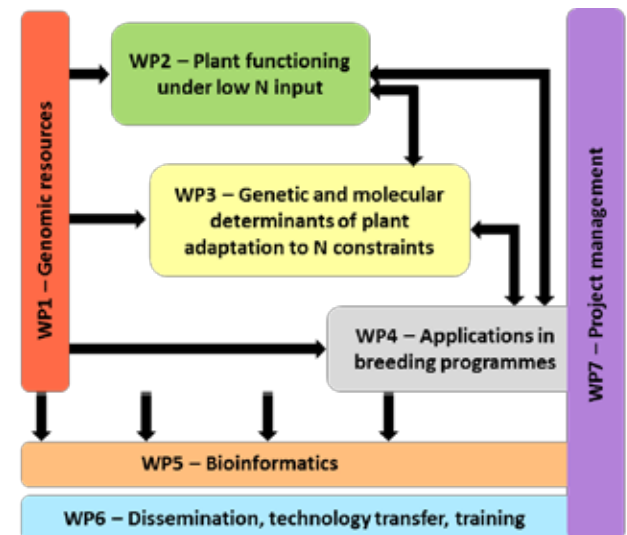 WP1 – Genomic resources
WP2 – Plant functioning
under low N input
WP3 – Genetic and molecular
determinants of plant
adaptation to N constraints
WP4 – Applications in
breeding programmes
WP7 – Project management
WP5 – Bioinformatics
WP6 – Dissemination, technology transfer, training